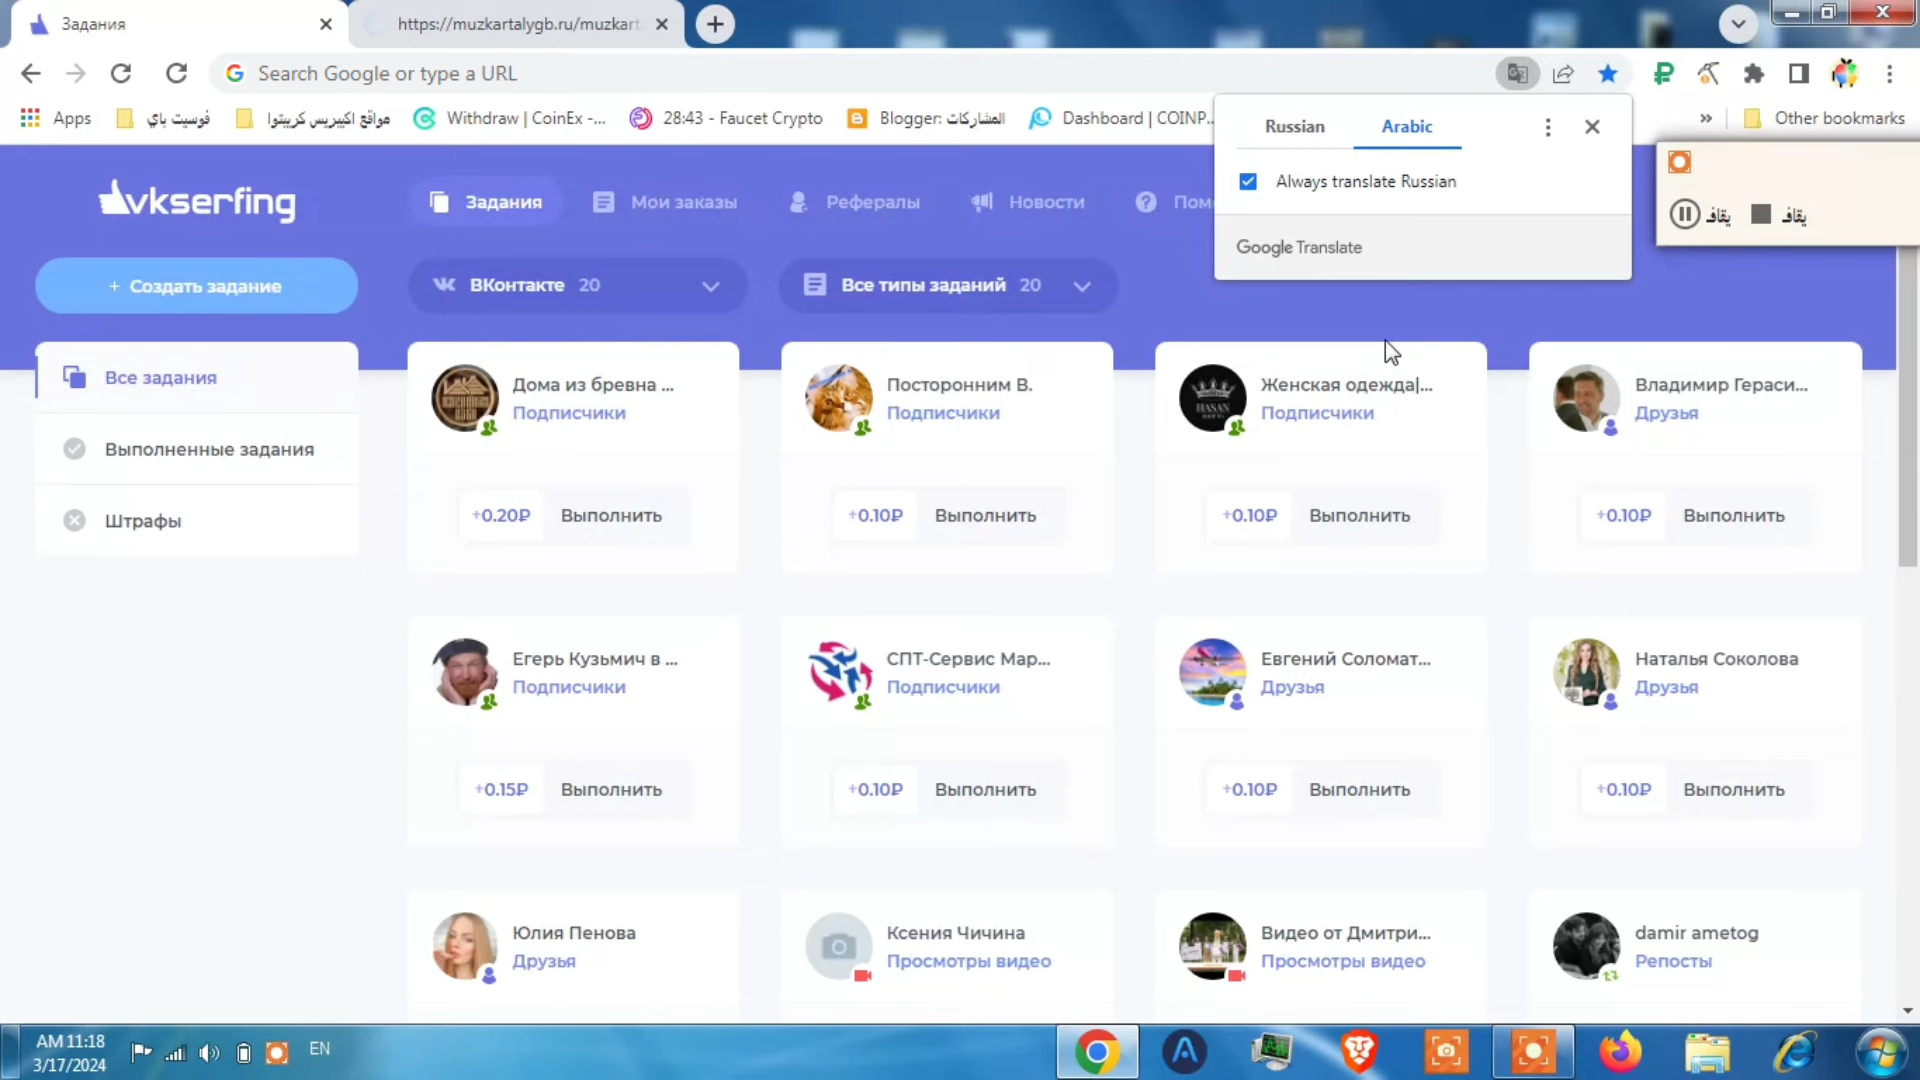 Задания
https://muzkartalygb.ru/muzkart
Search Google or type a URL
Apps
فوسيت باي
مواقع اكبيريس كريبتوا
Withdraw | CoinEx -...
28:43 - Faucet Crypto
Blogger: المشاركات
Dashboard | COINP...
»
Other bookmarks
Russian
Arabic
Always translate Russian
Google Translate
يقاف
يقاف
vkserfing
Задания
Мои заказы
Рефералы
Новости
? Пом
+ Создать задание
ВКонтакте 20
Все типы заданий 20
Все задания
Выполненные задания
Штрафы
Дома из бревна ...
Подписчики
+0.20₽ Выполнить
Посторонним В.
Подписчики
+0.10₽ Выполнить
Женская одежда|...
Подписчики
+0.10₽ Выполнить
Владимир Гераси...
Друзья
+0.10₽ Выполнить
Егерь Кузьмич в ...
Подписчики
+0.15₽ Выполнить
СПТ-Сервис Мар...
Подписчики
+0.10₽ Выполнить
Евгений Соломат...
Друзья
+0.10₽ Выполнить
Наталья Соколова
Друзья
+0.10₽ Выполнить
Юлия Пенова
Друзья
Ксения Чичина
Просмотры видео
Видео от Дмитри...
Просмотры видео
damir ametog
Репосты
AM 11:18
3/17/2024
EN